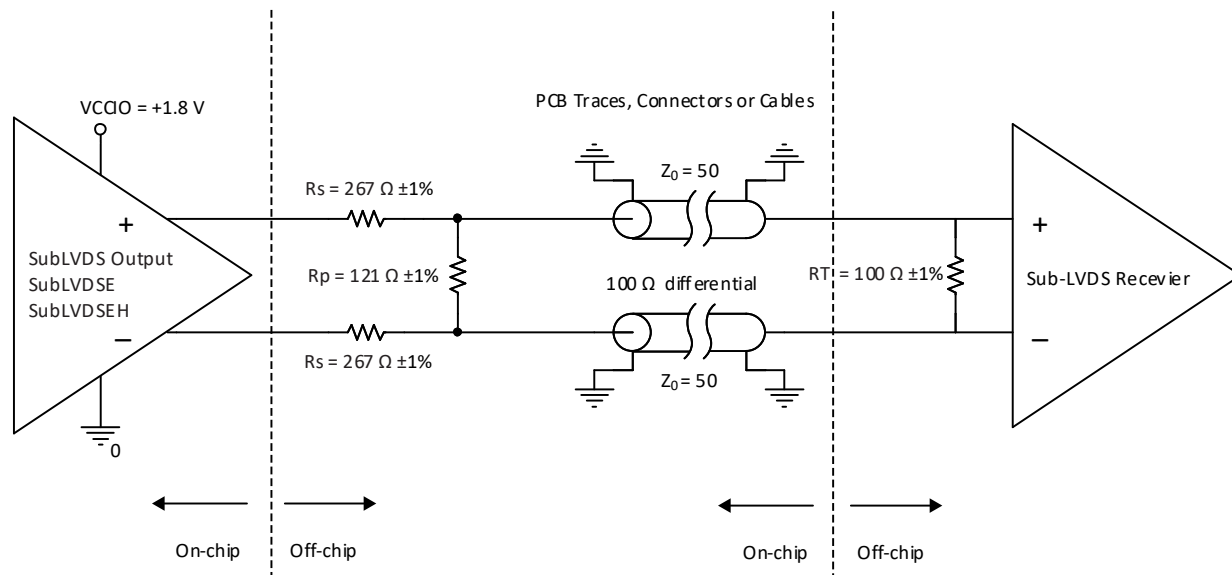 VCCIO = +1.8 V
PCB Traces, Connectors or Cables
Z0 = 50
Rs = 267 Ω ±1%
+
+
SubLVDS Output
SubLVDSE
SubLVDSEH
Rp = 121 Ω ±1%
100 Ω differential
RT = 100 Ω ±1%
Sub-LVDS Recevier
−
−
Rs = 267 Ω ±1%
Z0 = 50
0
On-chip
Off-chip
On-chip
Off-chip